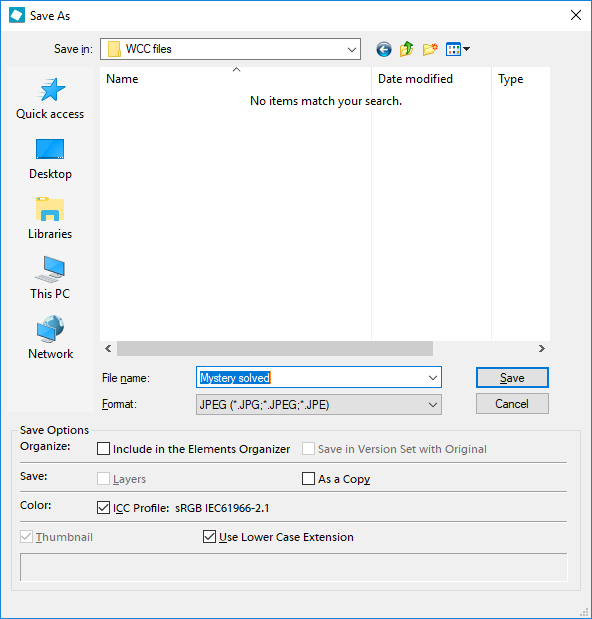 Save As
Save in: WCC files
Name Date modified Type
No items match your search.
Quick access
Desktop
Libraries
This PC
Network
File name: Mystery solved Save
Format: JPEG (*.JPG;*.JPEG;*.JPE) Cancel
Save Options
Organize: Include in the Elements Organizer Save in Version Set with Original
Save: Layers As a Copy
Color: ICC Profile: sRGB IEC61966-2.1
Thumbnail Use Lower Case Extension